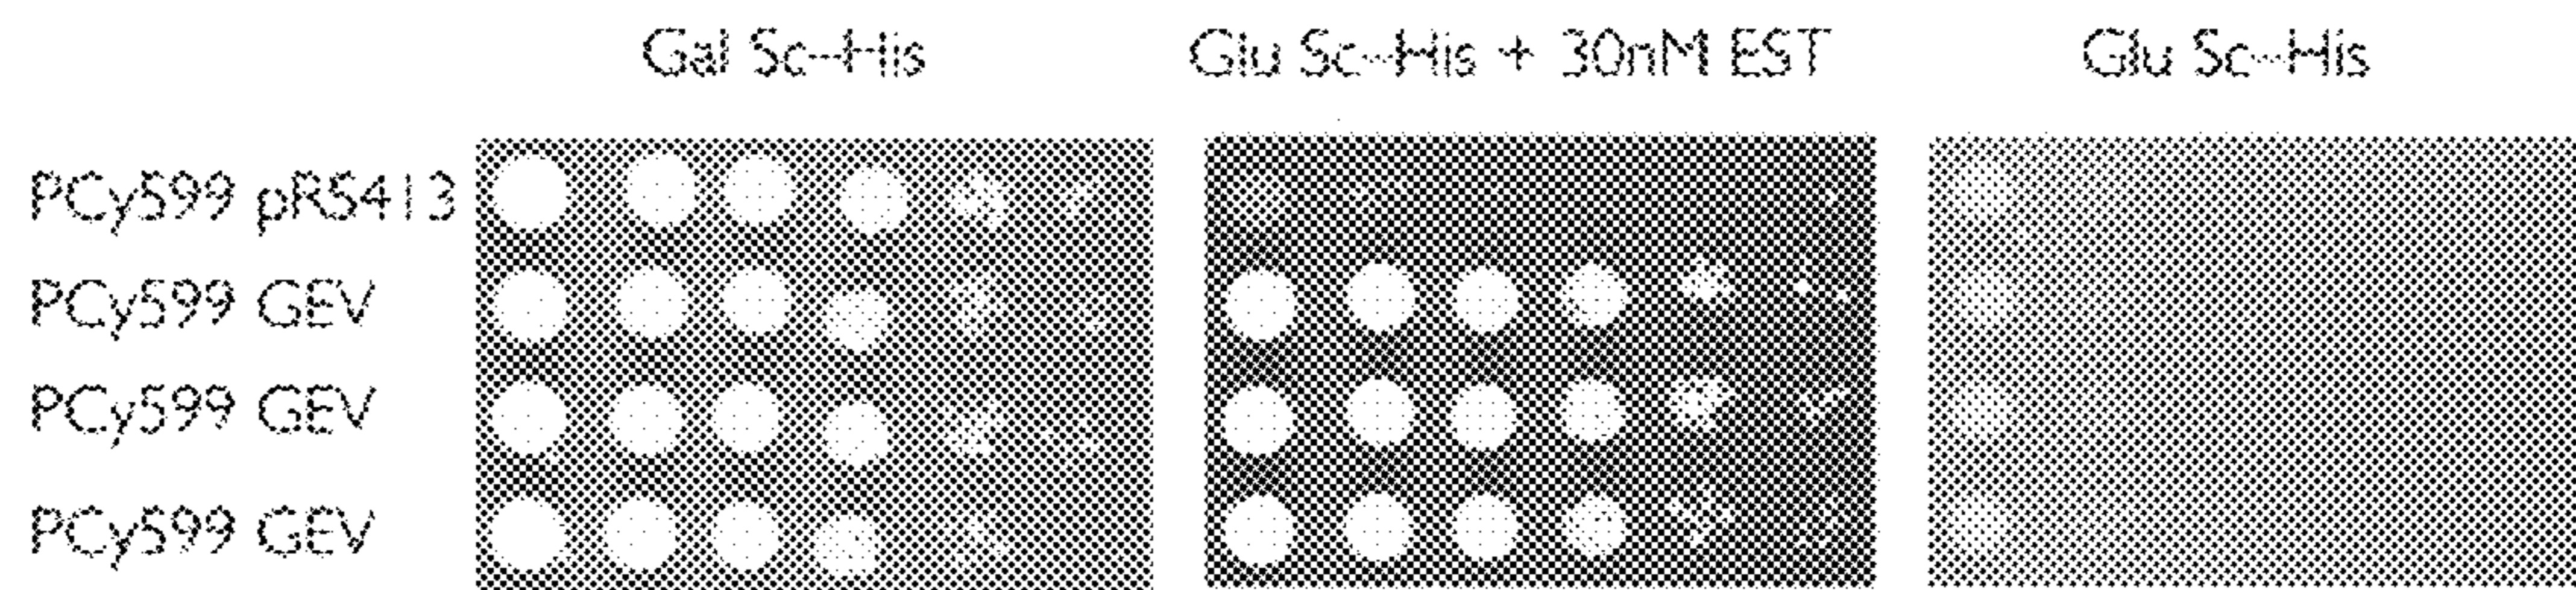 Gal Sc-His Glu Sc-His + 30nM EST Glu Sc-His
PCy599 pRS413
PCy599 GEV
PCy599 GEV
PCy599 GEV